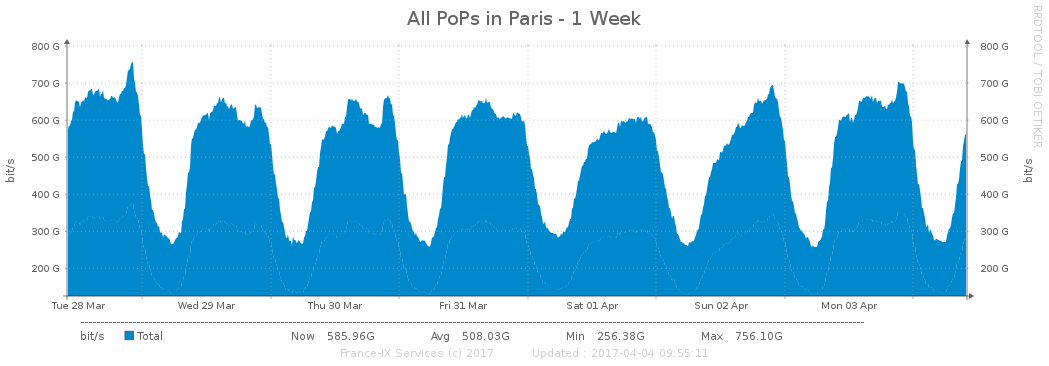 All PoPs in Paris - 1 Week
RRDTOOL / TOBI OETIKER
bit/s
800 G
700 G
600 G
500 G
400 G
300 G
200 G
800 G
700 G
600 G
500 G
400 G
300 G
200 G
bit/s
Tue 28 Mar Wed 29 Mar Thu 30 Mar Fri 31 Mar Sat 01 Apr Sun 02 Apr Mon 03 Apr
bit/s Total Now 585.96G Avg 508.03G Min 256.38G Max 756.10G
France-IX Services (c) 2017 Updated : 2017-04-04 09:55:11